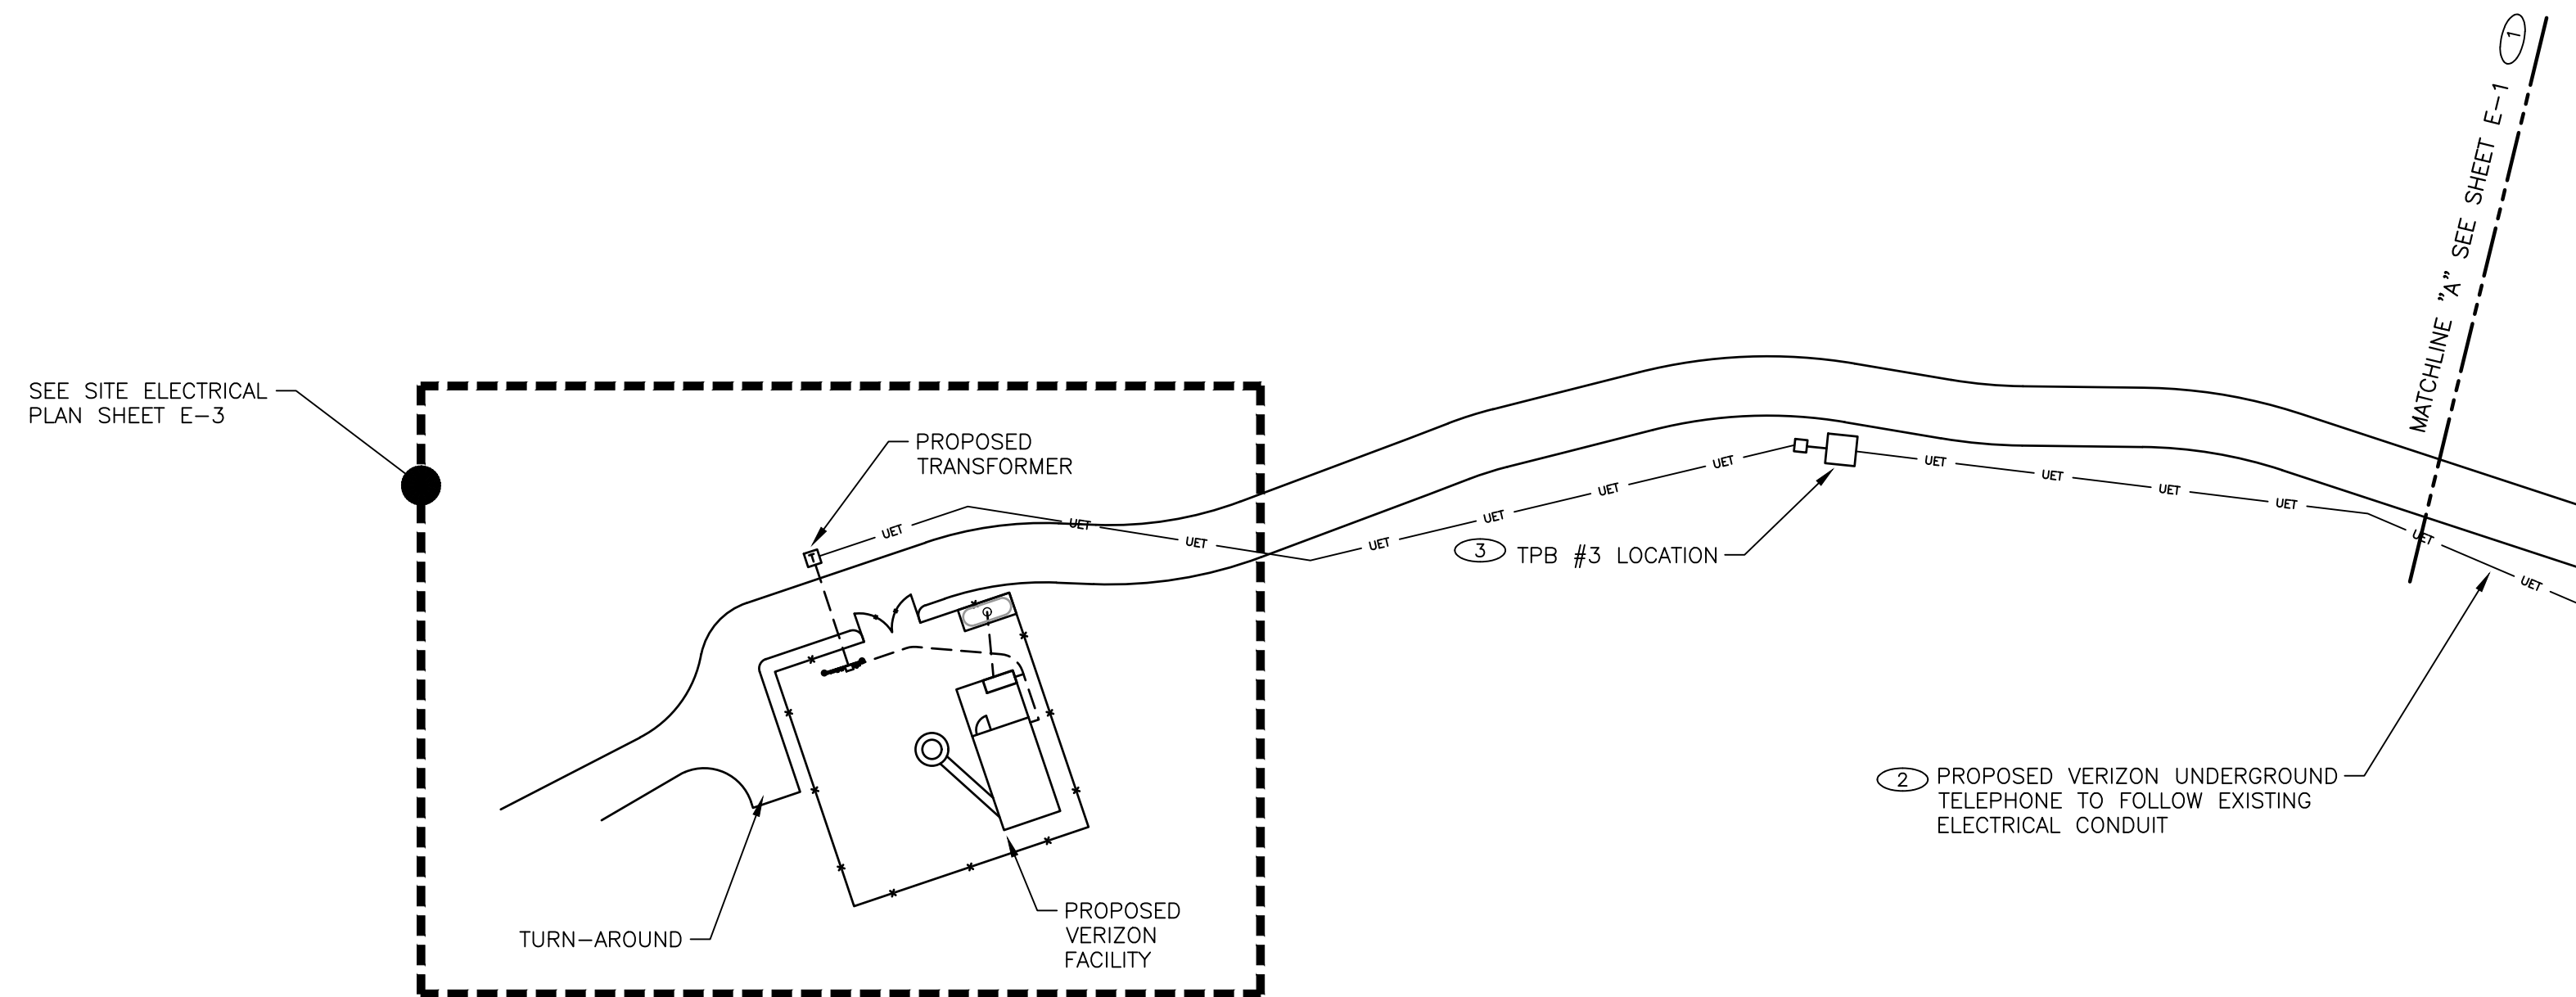 1
MATCHLINE "A" SEE SHEET E-1
SEE SITE ELECTRICAL
PLAN SHEET E-3
PROPOSED
TRANSFORMER
T
UET
UET
UET
UET
UET
UET
UET
UET
UET
UET
UET
UET
UET
3 TPB #3 LOCATION
2 PROPOSED VERIZON UNDERGROUND
TELEPHONE TO FOLLOW EXISTING
ELECTRICAL CONDUIT
TURN-AROUND
PROPOSED
VERIZON
FACILITY